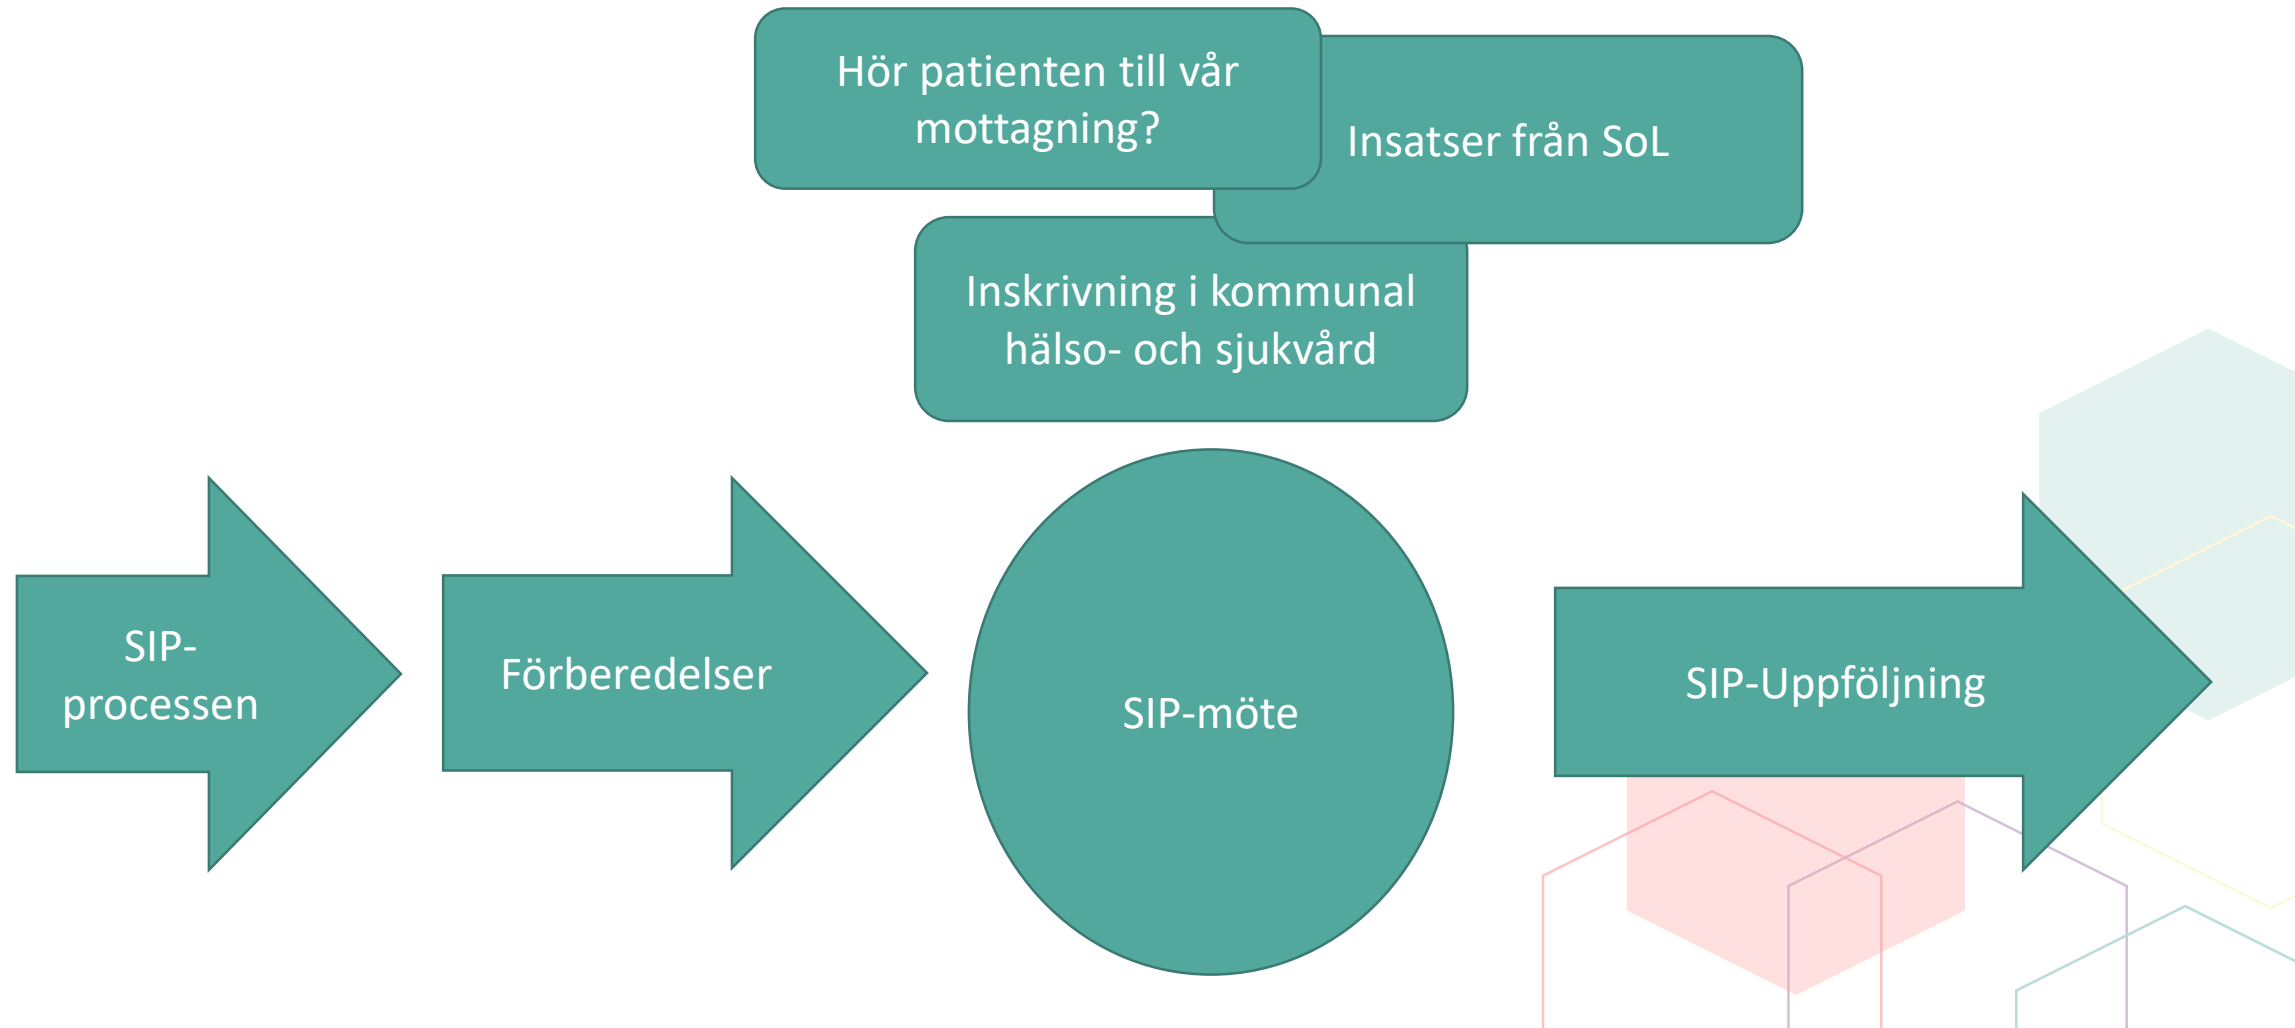 Hör patienten till vår
mottagning?
Insatser från SoL
Inskrivning i kommunal
hälso- och sjukvård
SIP-
processen
Förberedelser
SIP-möte
SIP-Uppföljning